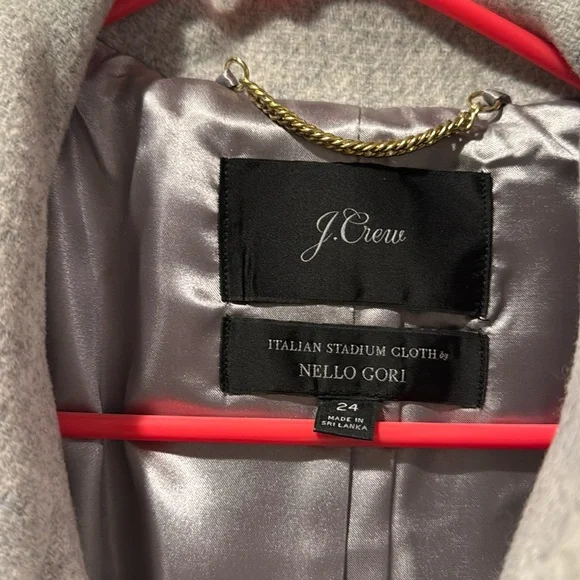 J.Crew
ITALIAN STADIUM CLOTH by
NELLO GORI
24
MADE IN
SRI LANKA